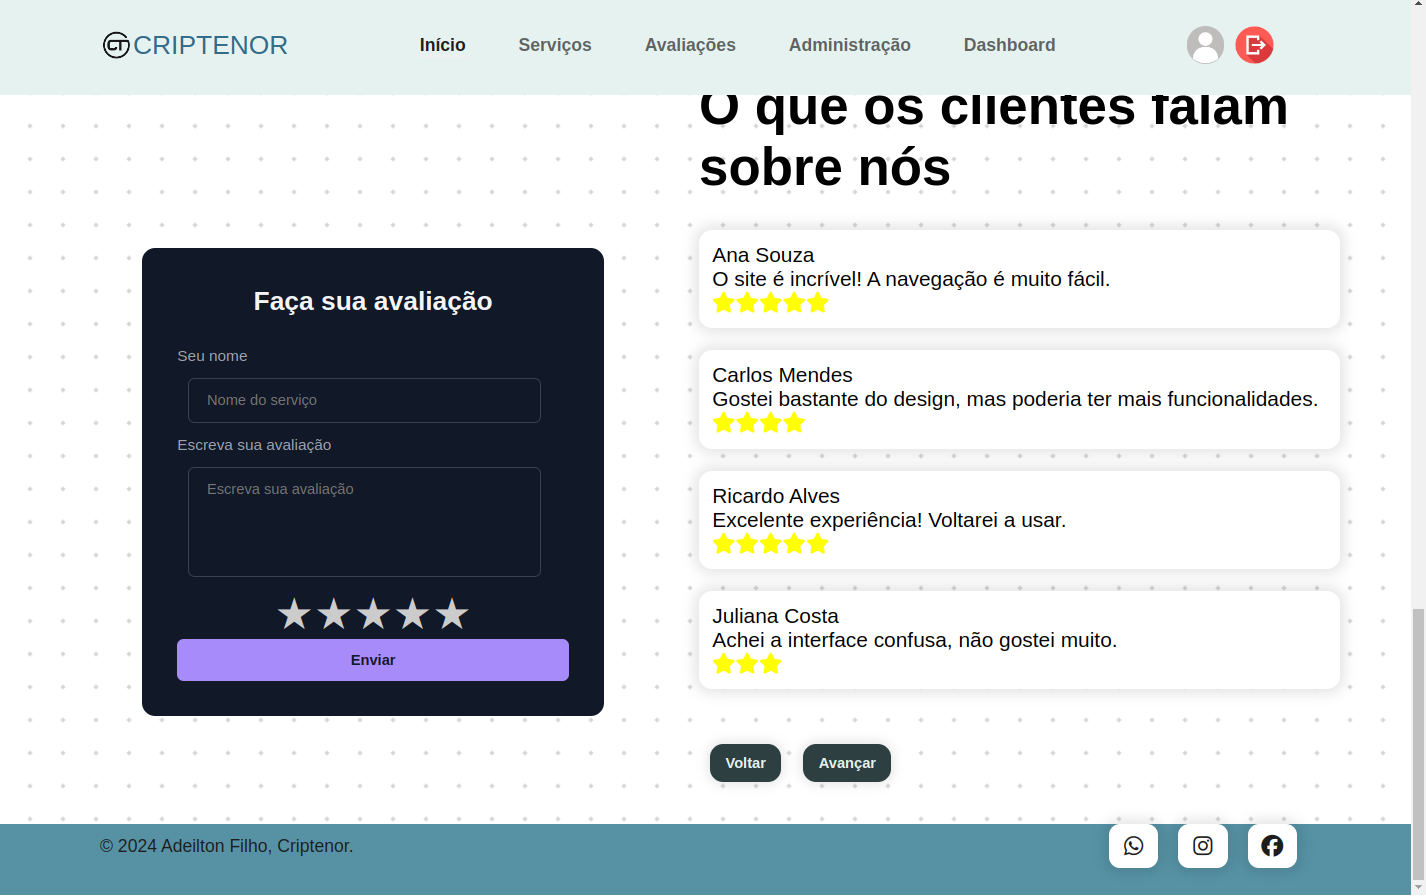 CRIPTENOR
Início
Serviços
Avaliações
Administração
Dashboard
O que os clientes falam
sobre nós
Faça sua avaliação
Seu nome
Nome do serviço
Escreva sua avaliação
Escreva sua avaliação
Enviar
Ana Souza
O site é incrível! A navegação é muito fácil.
Carlos Mendes
Gostei bastante do design, mas poderia ter mais funcionalidades.
Ricardo Alves
Excelente experiência! Voltarei a usar.
Juliana Costa
Achei a interface confusa, não gostei muito.
Voltar
Avançar
© 2024 Adeilton Filho, Criptenor.